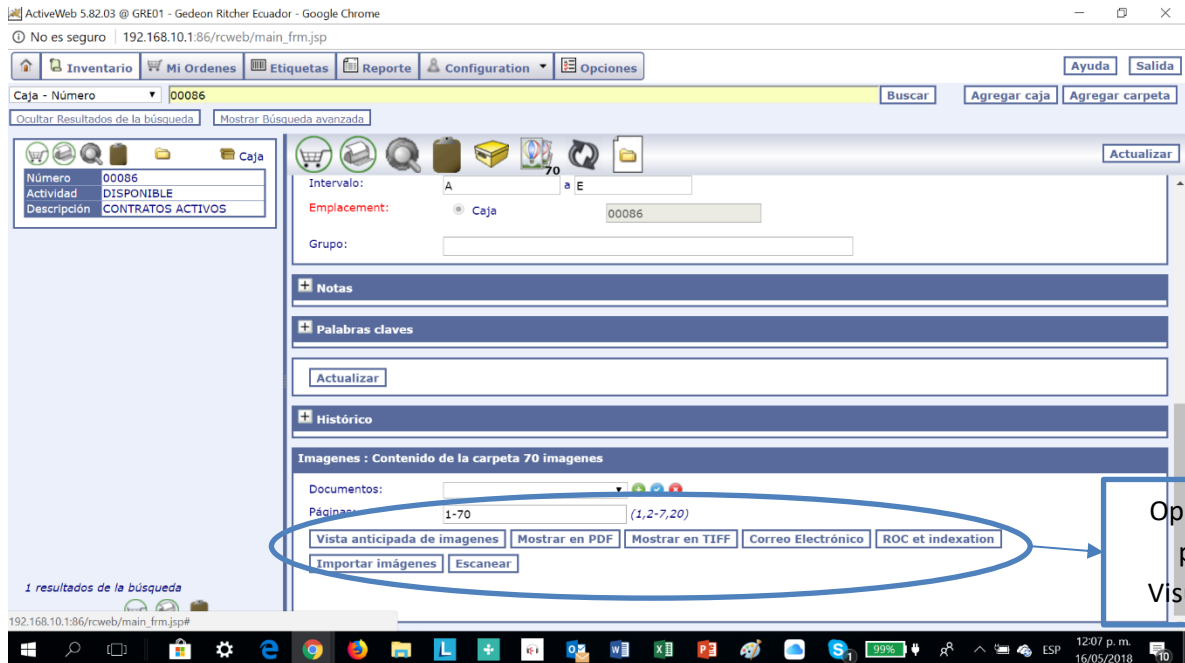 ActiveWeb 5.82.03 @ GRE01 - Gedeon Ritcher Ecuador - Google Chrome
No es seguro | 192.168.10.1:86/rcweb/main_frm.jsp
Inventario Mi Ordenes Etiquetas Reporte Configuration Opciones Ayuda Salida
Caja - Número 00086 Buscar Agregar caja Agregar carpeta
Ocultar Resultados de la búsqueda Mostrar Búsqueda avanzada
Caja
Número 00086
Actividad DISPONIBLE
Descripción CONTRATOS ACTIVOS
70
Actualizar
Intervalo: A a E
Emplacement: Caja 00086
Grupo:
Notas
Palabras claves
Actualizar
Histórico
Imagenes : Contenido de la carpeta 70 imagenes
Documentos:
Páginas: 1-70 (1,2-7,20)
Vista anticipada de imagenes Mostrar en PDF Mostrar en TIFF Correo Electrónico ROC et indexation
Importar imágenes Escanear
Op
p
Vis
1 resultados de la búsqueda
192.168.10.1:86/rcweb/main_frm.jsp#
99% ESP 12:07 p. m.
16/05/2018 10